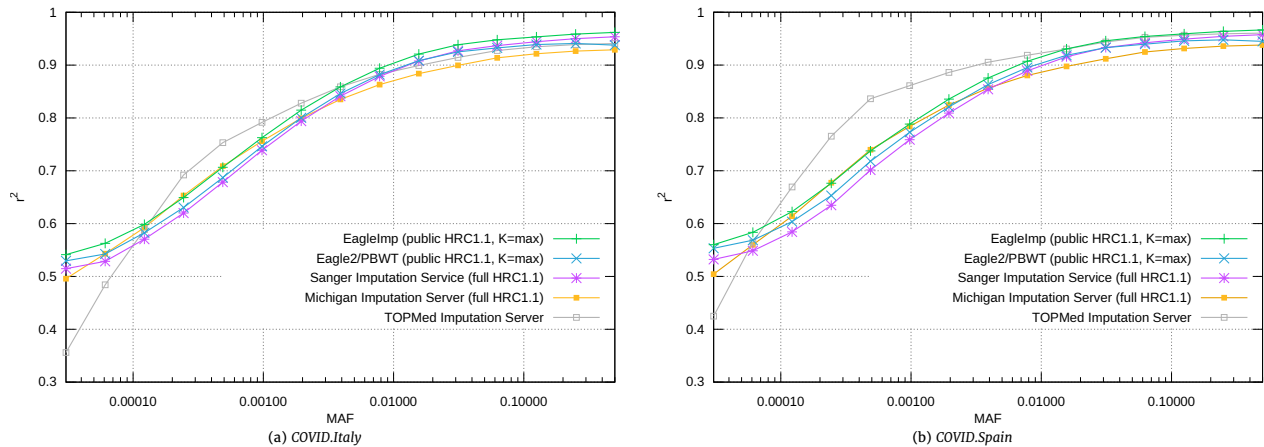 1
0.9
0.8
0.7
0.6
0.5
0.4
0.3
r2
EagleImp (public HRC1.1, K=max)
Eagle2/PBWT (public HRC1.1, K=max)
Sanger Imputation Service (full HRC1.1)
Michigan Imputation Server (full HRC1.1)
TOPMed Imputation Server
0.00010 0.00100 0.01000 0.10000
MAF
(a) COVID.Italy
1
0.9
0.8
0.7
0.6
0.5
0.4
0.3
r2
EagleImp (public HRC1.1, K=max)
Eagle2/PBWT (public HRC1.1, K=max)
Sanger Imputation Service (full HRC1.1)
Michigan Imputation Server (full HRC1.1)
TOPMed Imputation Server
0.00010 0.00100 0.01000 0.10000
MAF
(b) COVID.Spain